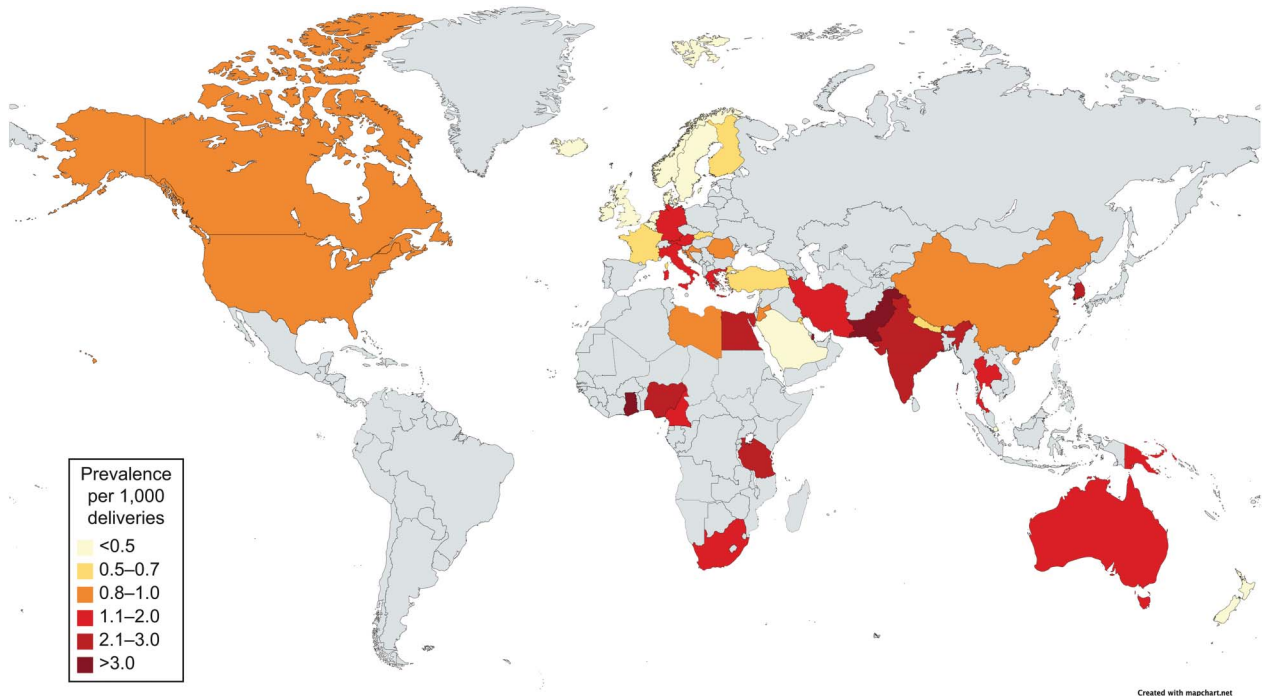 Prevalence
per 1,000
deliveries
<0.5
0.5–0.7
0.8–1.0
1.1–2.0
2.1–3.0
>3.0
Created with mapchart.net